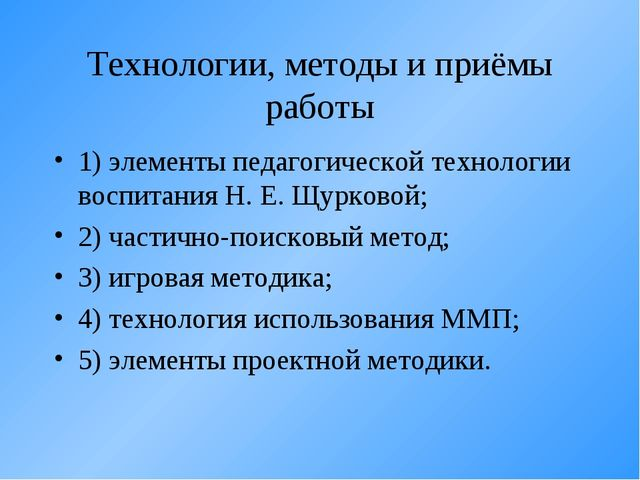 Технологии, методы и приёмы
работы
• 1) элементы педагогической технологии
воспитания Н. Е. Щурковой;
• 2) частично-поисковый метод;
• 3) игровая методика;
• 4) технология использования ММП;
• 5) элементы проектной методики.